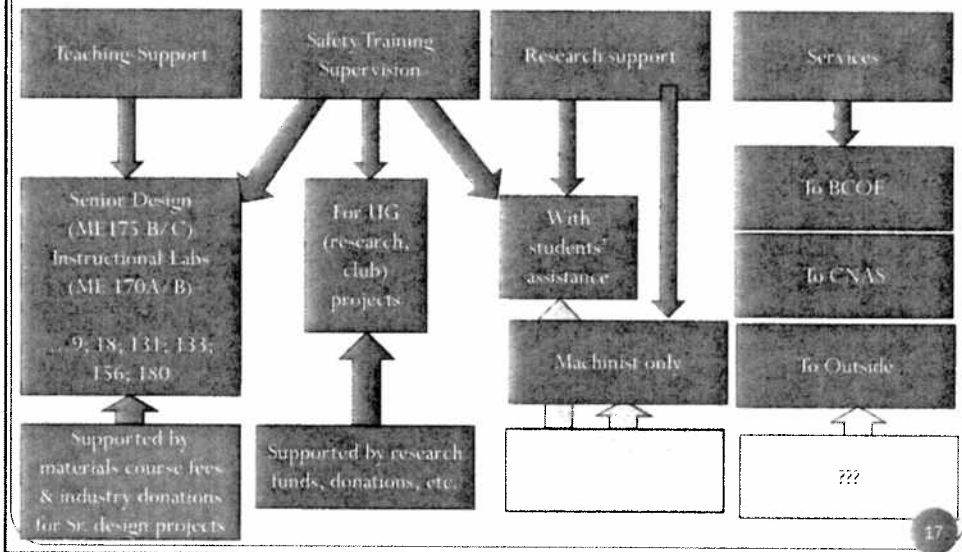 Teaching Support
Safety Training
Supervision
Research support
Services
Senior Design
(ME175 B/C)
Instructional Labs
(ME 170A/ B)
... 9; 18; 131; 133;
156; 180
For UG
(research,
club)
projects
With
students'
assistance
To BCOE
To CNAS
Machinist only
To Outside
Supported by
materials course fees
& industry donations
for Sr. design projects
Supported by research
funds, donations, etc.
???
17